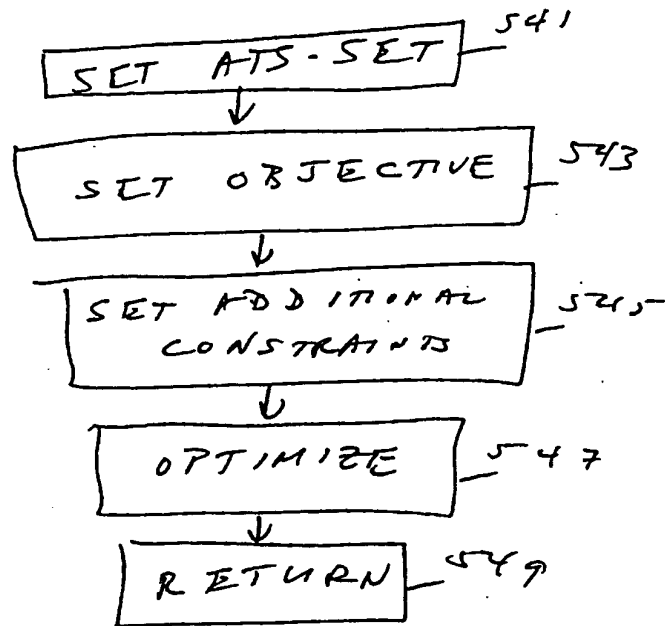 541
SET ATS-SET
543
SET OBJECTIVE
SET ADDITIONAL
545
CONSTRAINTS
OPTIMIZE
547
RETURN
549